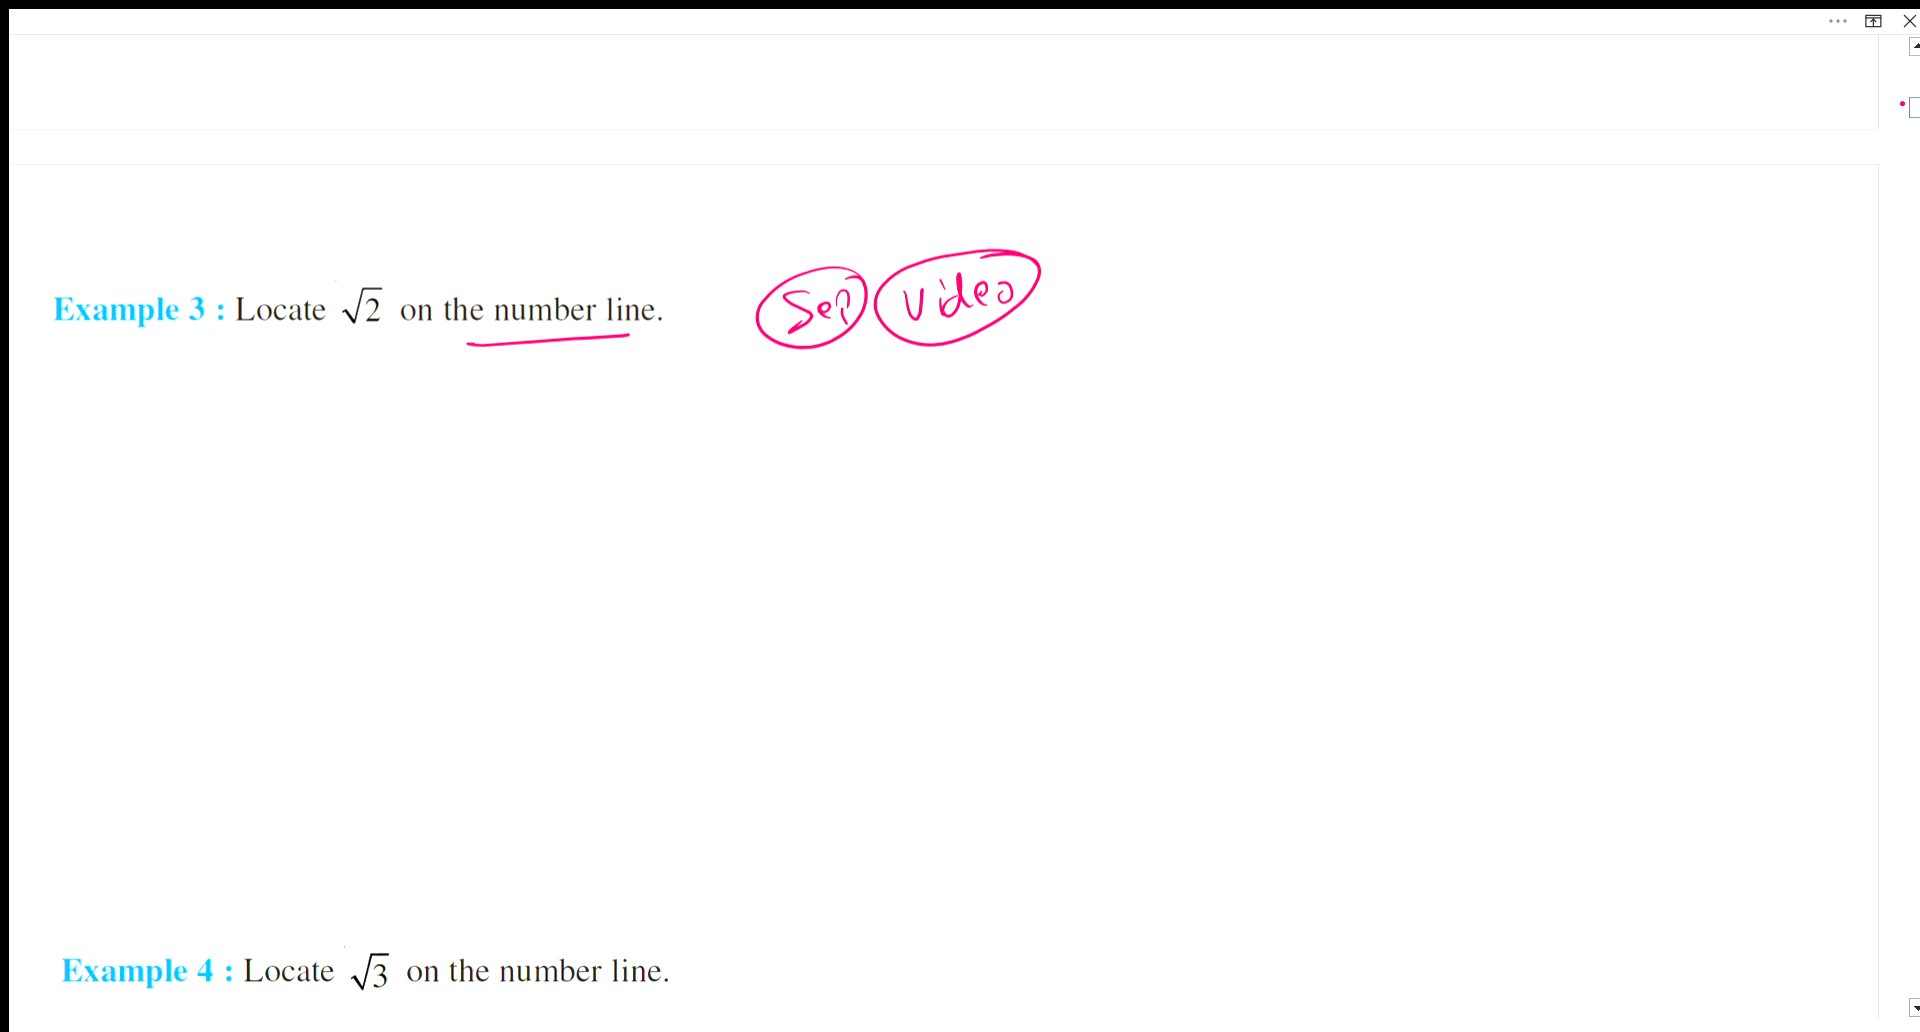 Example 3 : Locate √2 on the number line. Sep Video
Example 4 : Locate √3 on the number line.